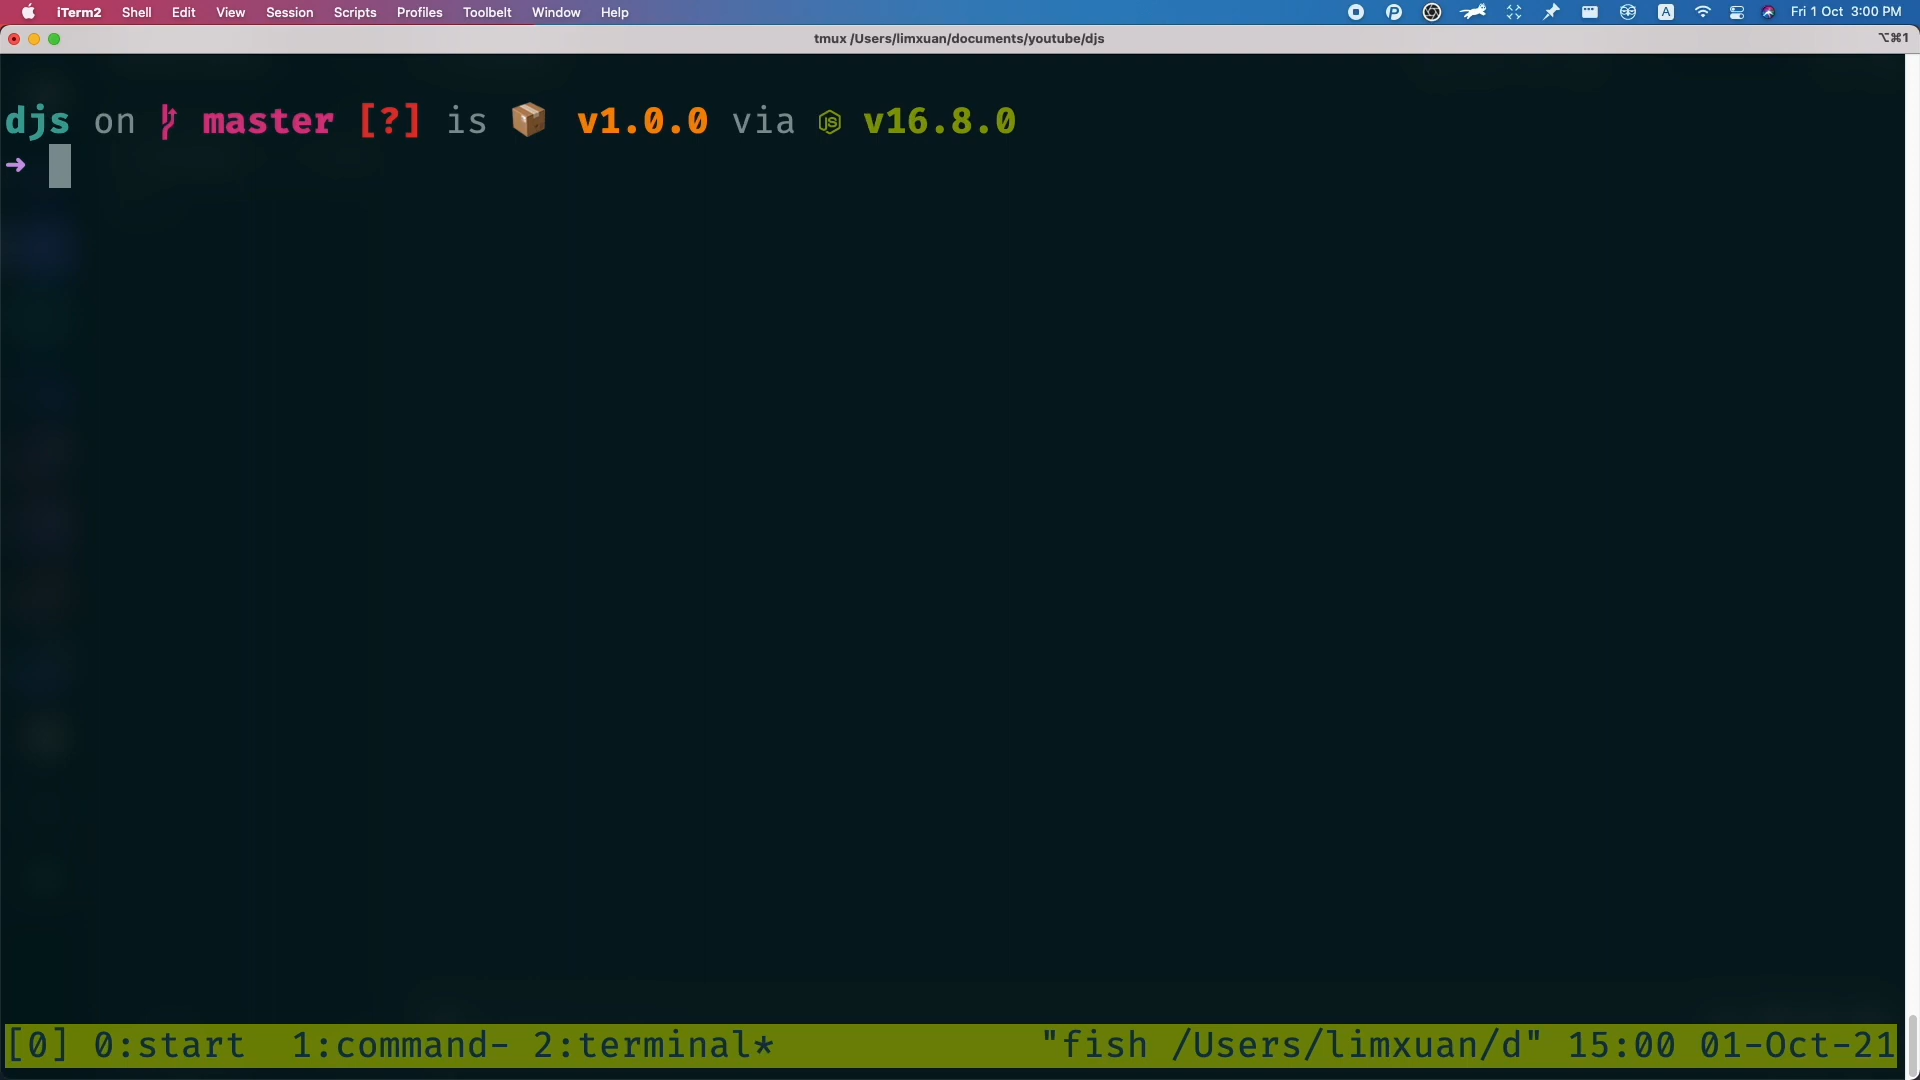 iTerm2 Shell Edit View Session Scripts Profiles Toolbelt Window Help A Fri 1 Oct 3:00 PM
tmux /Users/limxuan/documents/youtube/djs ⌥⌘1
djs on master [?] is 📦 v1.0.0 via v16.8.0
➜
[0] 0:start 1:command- 2:terminal* "fish /Users/limxuan/d" 15:00 01-Oct-21